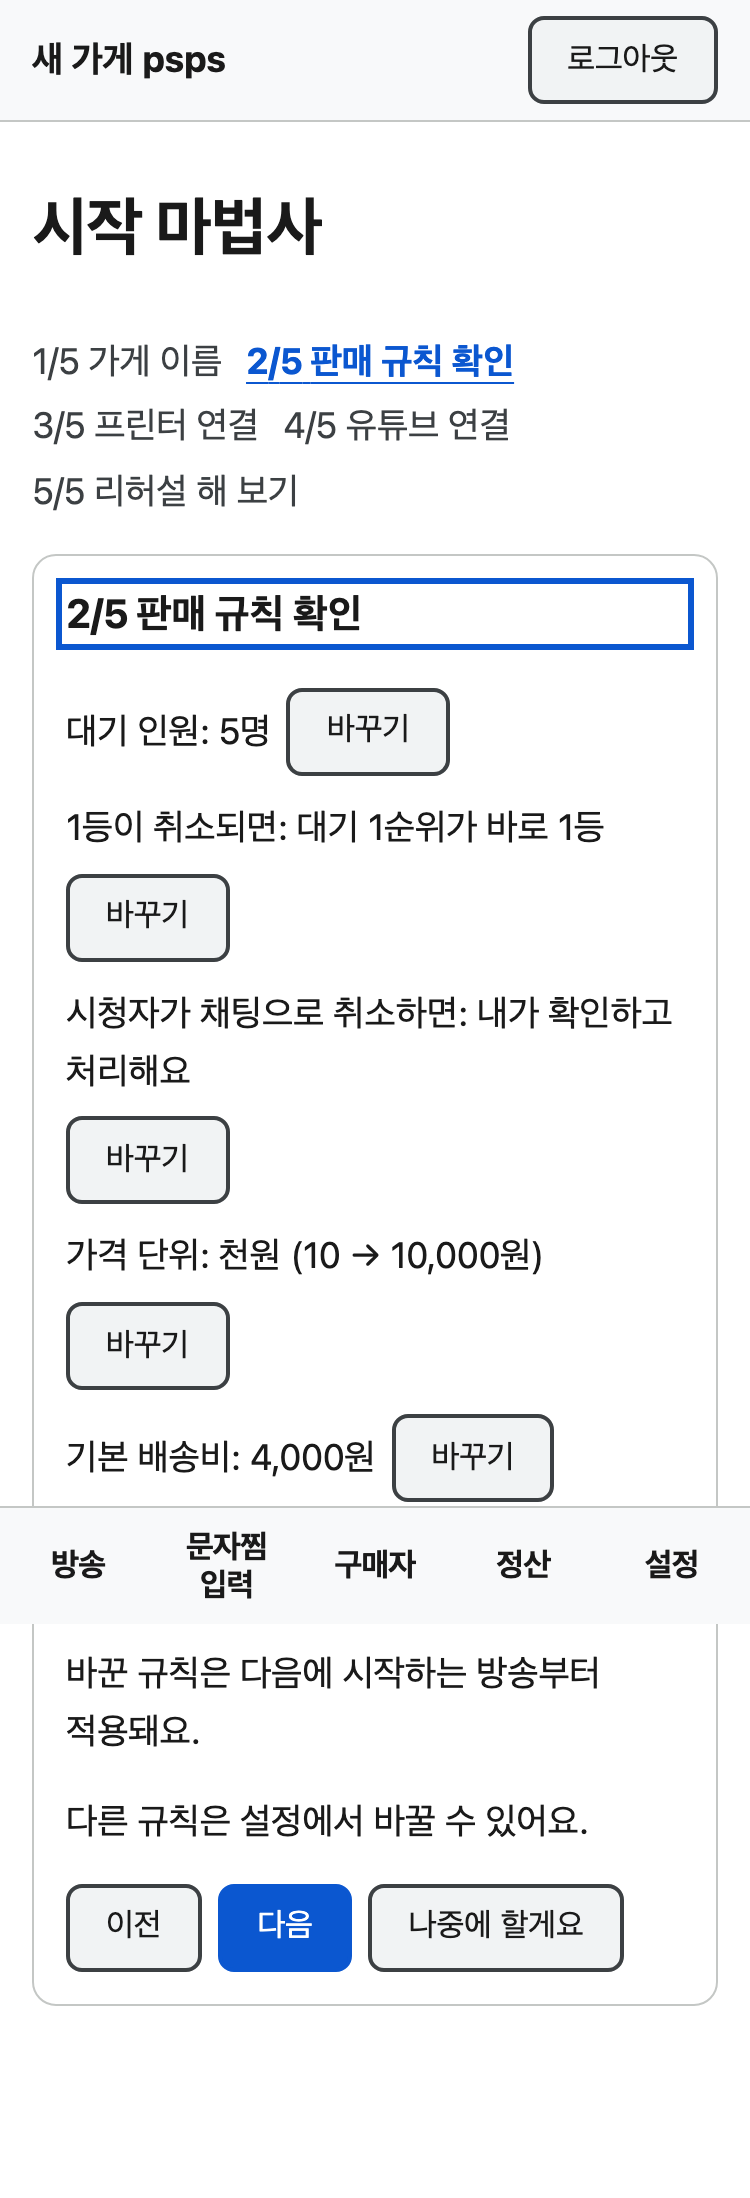 새 가게 psps
로그아웃
시작 마법사
1/5 가게 이름 2/5 판매 규칙 확인
3/5 프린터 연결 4/5 유튜브 연결
5/5 리허설 해 보기
2/5 판매 규칙 확인
대기 인원: 5명 바꾸기
1등이 취소되면: 대기 1순위가 바로 1등
바꾸기
시청자가 채팅으로 취소하면: 내가 확인하고
처리해요
바꾸기
가격 단위: 천원 (10 → 10,000원)
바꾸기
기본 배송비: 4,000원 바꾸기
방송 문자찜 입력 구매자 정산 설정
바꾼 규칙은 다음에 시작하는 방송부터
적용돼요.
다른 규칙은 설정에서 바꿀 수 있어요.
이전 다음 나중에 할게요